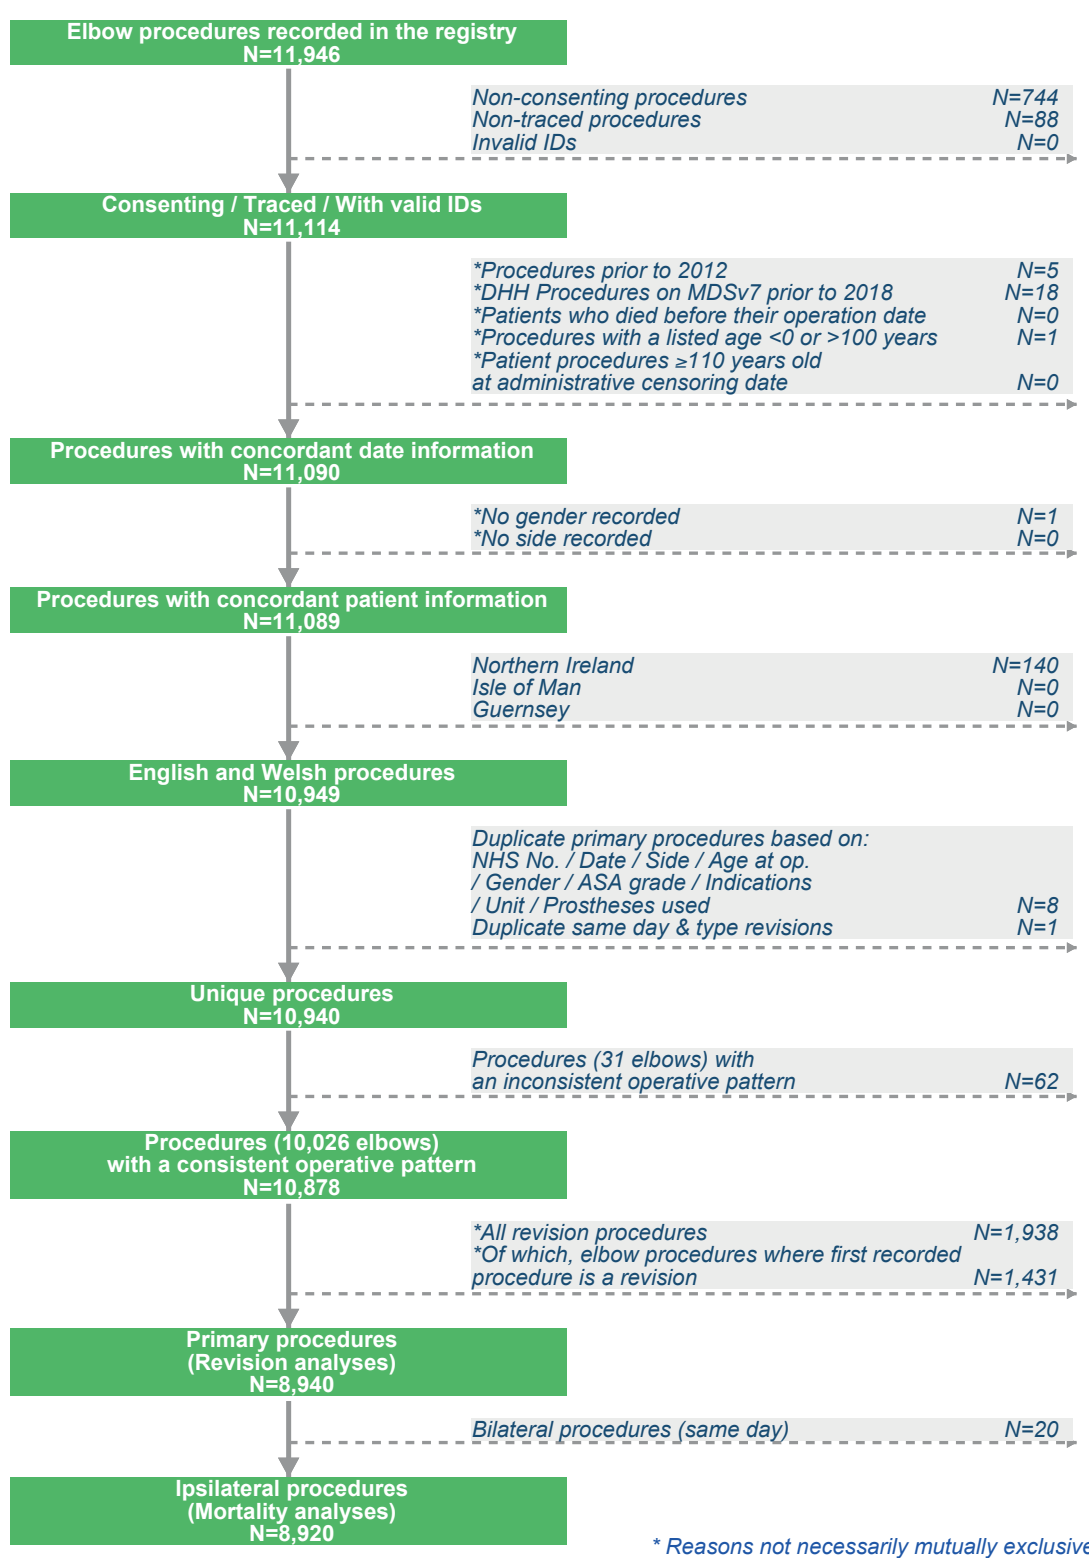 Elbow procedures recorded in the registry
N=11,946
Non-consenting procedures N=744
Non-traced procedures N=88
Invalid IDs N=0
Consenting / Traced / With valid IDs
N=11,114
*Procedures prior to 2012 N=5
*DHH Procedures on MDSv7 prior to 2018 N=18
*Patients who died before their operation date N=0
*Procedures with a listed age <0 or >100 years N=1
*Patient procedures ≥110 years old
at administrative censoring date N=0
Procedures with concordant date information
N=11,090
*No gender recorded N=1
*No side recorded N=0
Procedures with concordant patient information
N=11,089
Northern Ireland N=140
Isle of Man N=0
Guernsey N=0
English and Welsh procedures
N=10,949
Duplicate primary procedures based on:
NHS No. / Date / Side / Age at op.
/ Gender / ASA grade / Indications
/ Unit / Prostheses used N=8
Duplicate same day & type revisions N=1
Unique procedures
N=10,940
Procedures (31 elbows) with
an inconsistent operative pattern N=62
Procedures (10,026 elbows)
with a consistent operative pattern
N=10,878
*All revision procedures N=1,938
*Of which, elbow procedures where first recorded
procedure is a revision N=1,431
Primary procedures
(Revision analyses)
N=8,940
Bilateral procedures (same day) N=20
Ipsilateral procedures
(Mortality analyses)
N=8,920
* Reasons not necessarily mutually exclusive